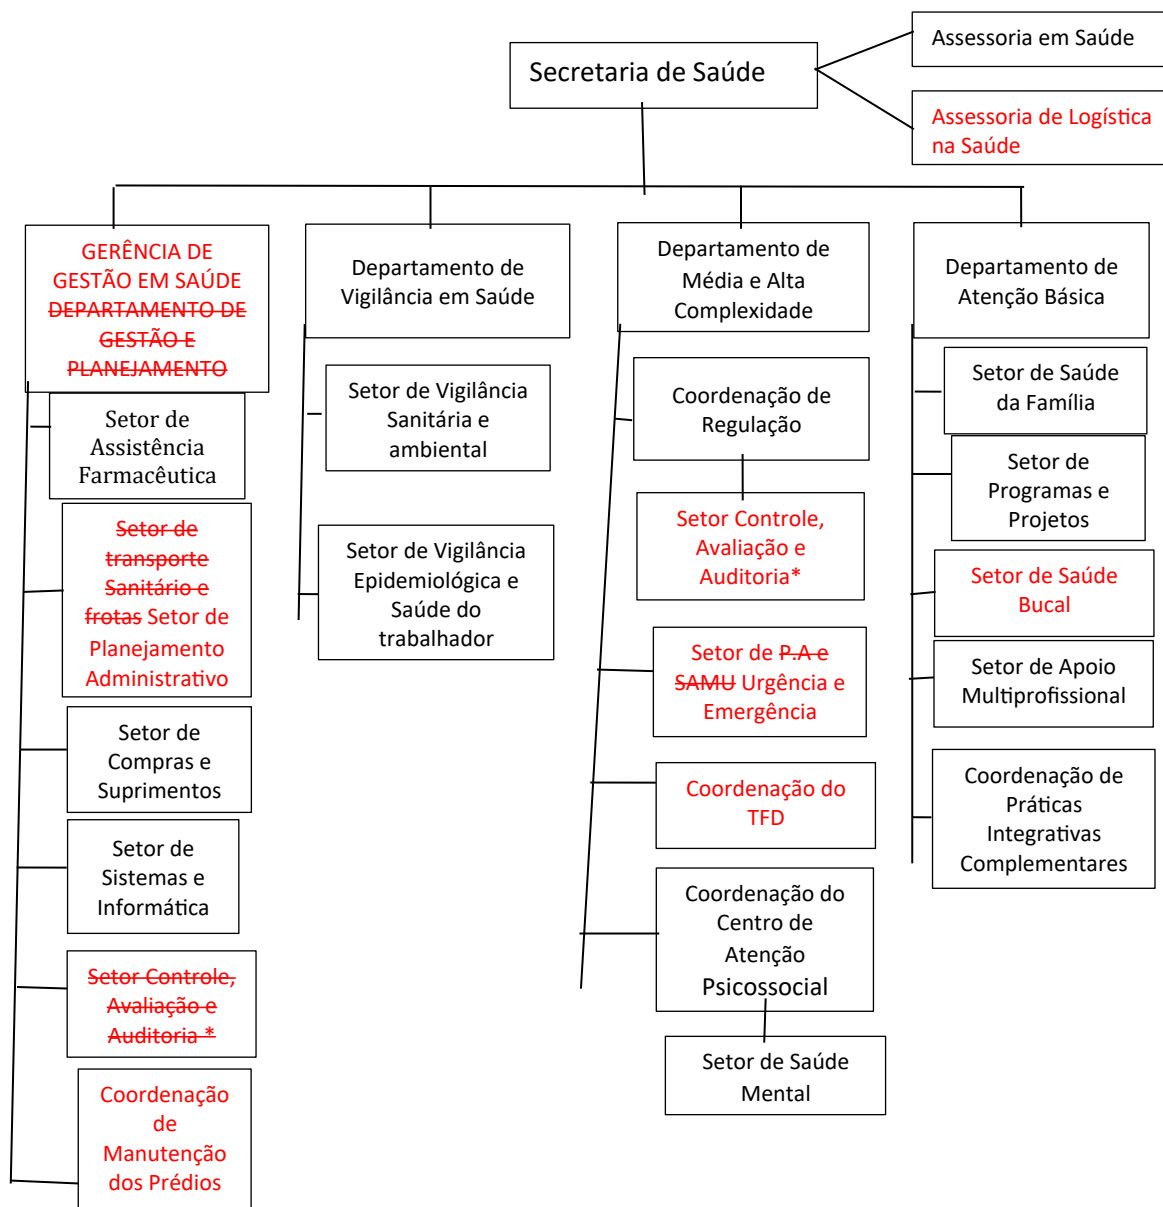 Secretaria de Saúde
Assessoria em Saúde
Assessoria de Logística
na Saúde
GERÊNCIA DE
GESTÃO EM SAÚDE
DEPARTAMENTO DE
GESTÃO E
PLANEJAMENTO
Setor de
Assistência
Farmacêutica
Setor de
transporte
Sanitário e
frotas Setor de
Planejamento
Administrativo
Setor de
Compras e
Suprimentos
Setor de
Sistemas e
Informática
Setor Controle,
Avaliação e
Auditoria *
Coordenação
de
Manutenção
dos Prédios
Departamento de
Vigilância em Saúde
Setor de Vigilância
Sanitária e
ambiental
Setor de Vigilância
Epidemiológica e
Saúde do
trabalhador
Departamento de
Média e Alta
Complexidade
Coordenação de
Regulação
Setor Controle,
Avaliação e
Auditoria*
Setor de P.A e
SAMU Urgência e
Emergência
Coordenação do
TFD
Coordenação do
Centro de
Atenção
Psicossocial
Setor de Saúde
Mental
Departamento de
Atenção Básica
Setor de Saúde
da Família
Setor de
Programas e
Projetos
Setor de Saúde
Bucal
Setor de Apoio
Multiprofissional
Coordenação de
Práticas
Integrativas
Complementares